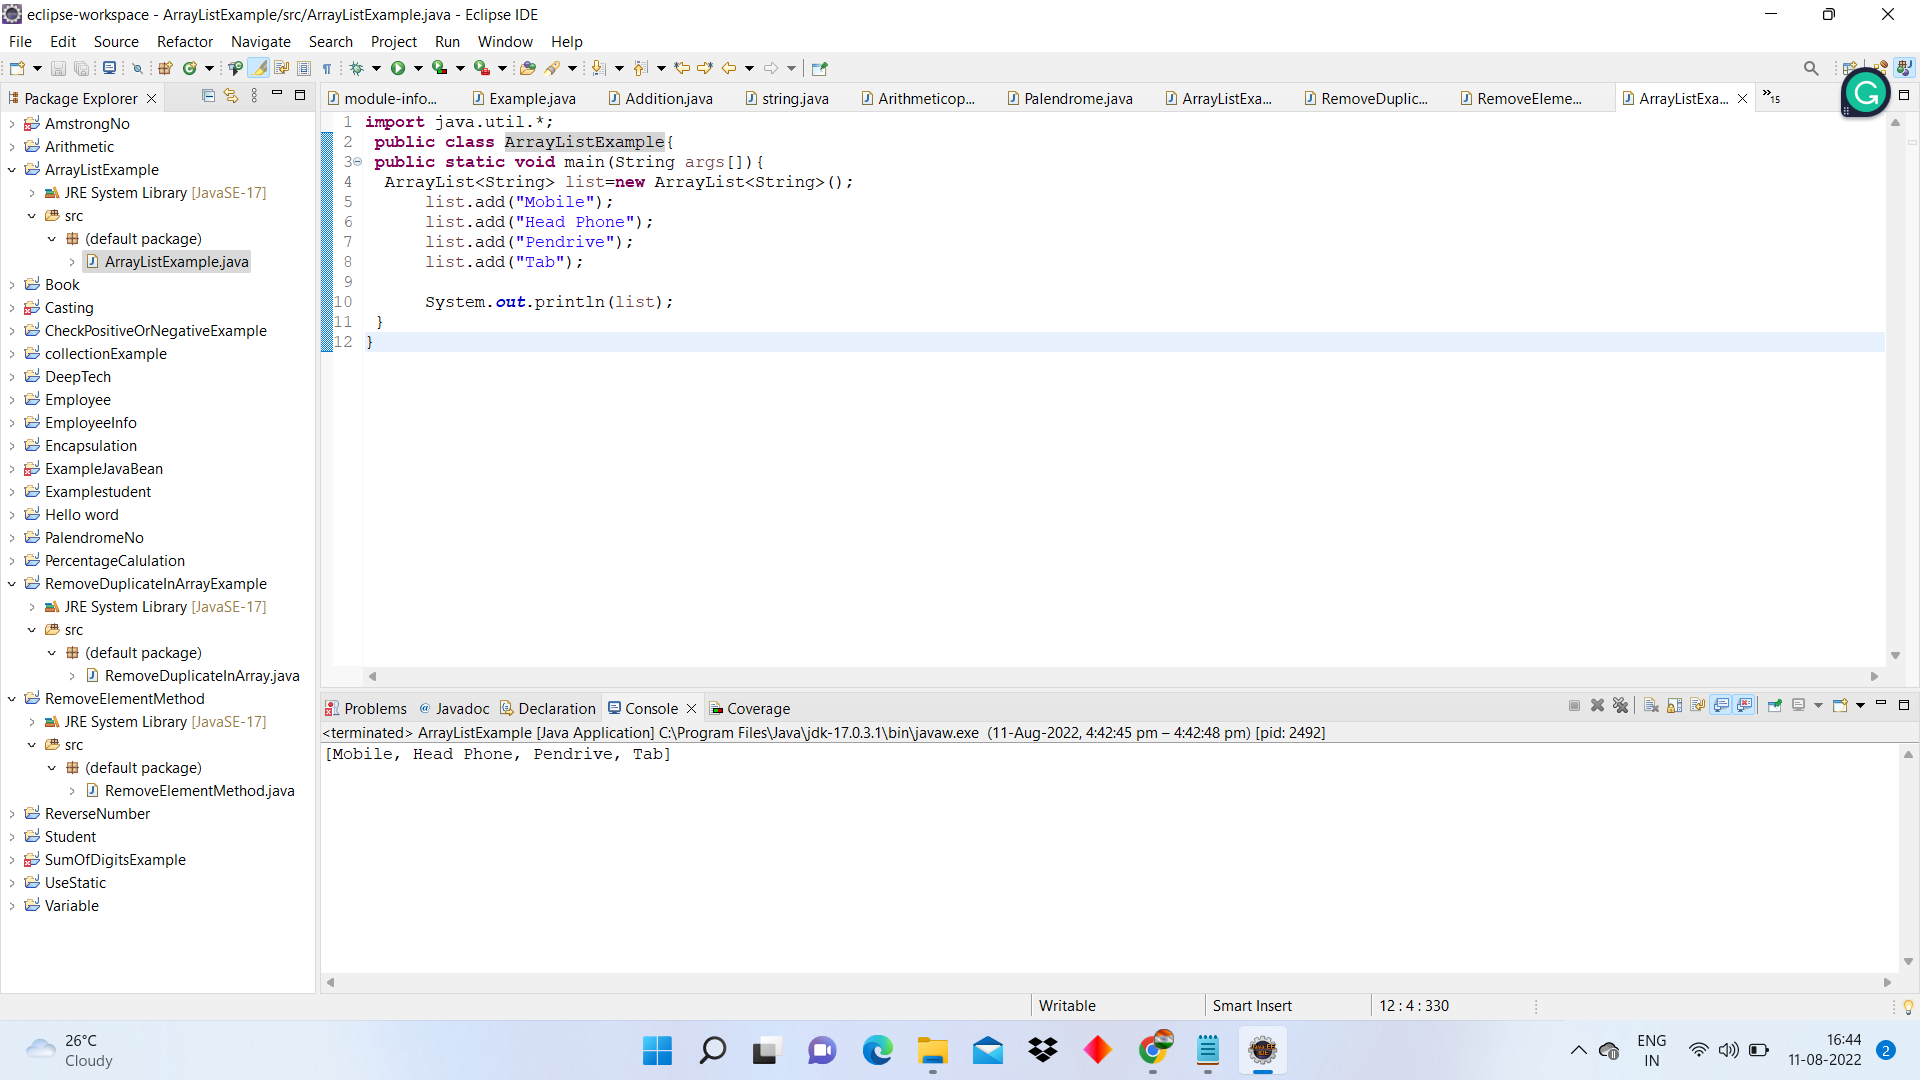 eclipse-workspace - ArrayListExample/src/ArrayListExample.java - Eclipse IDE
File Edit Source Refactor Navigate Search Project Run Window Help
Package Explorer
AmstrongNo
Arithmetic
ArrayListExample
JRE System Library [JavaSE-17]
src
(default package)
ArrayListExample.java
Book
Casting
CheckPositiveOrNegativeExample
collectionExample
DeepTech
Employee
EmployeeInfo
Encapsulation
ExampleJavaBean
Examplestudent
Hello word
PalendromeNo
PercentageCalulation
RemoveDuplicateInArrayExample
JRE System Library [JavaSE-17]
src
(default package)
RemoveDuplicateInArray.java
RemoveElementMethod
JRE System Library [JavaSE-17]
src
(default package)
RemoveElementMethod.java
ReverseNumber
Student
SumOfDigitsExample
UseStatic
Variable
module-info... Example.java Addition.java string.java Arithmeticop... Palendrome.java ArrayListExa... RemoveDuplic... RemoveEleme... ArrayListExa... »15
1 import java.util.*;
2 public class ArrayListExample{
3 public static void main(String args[]){
4 ArrayList<String> list=new ArrayList<String>();
5 list.add("Mobile");
6 list.add("Head Phone");
7 list.add("Pendrive");
8 list.add("Tab");
9
10 System.out.println(list);
11 }
12 }
Problems @ Javadoc Declaration Console Coverage
<terminated> ArrayListExample [Java Application] C:\Program Files\Java\jdk-17.0.3.1\bin\javaw.exe (11-Aug-2022, 4:42:45 pm – 4:42:48 pm) [pid: 2492]
[Mobile, Head Phone, Pendrive, Tab]
Writable Smart Insert 12 : 4 : 330
26°C
Cloudy
ENG
IN
16:44
11-08-2022
2